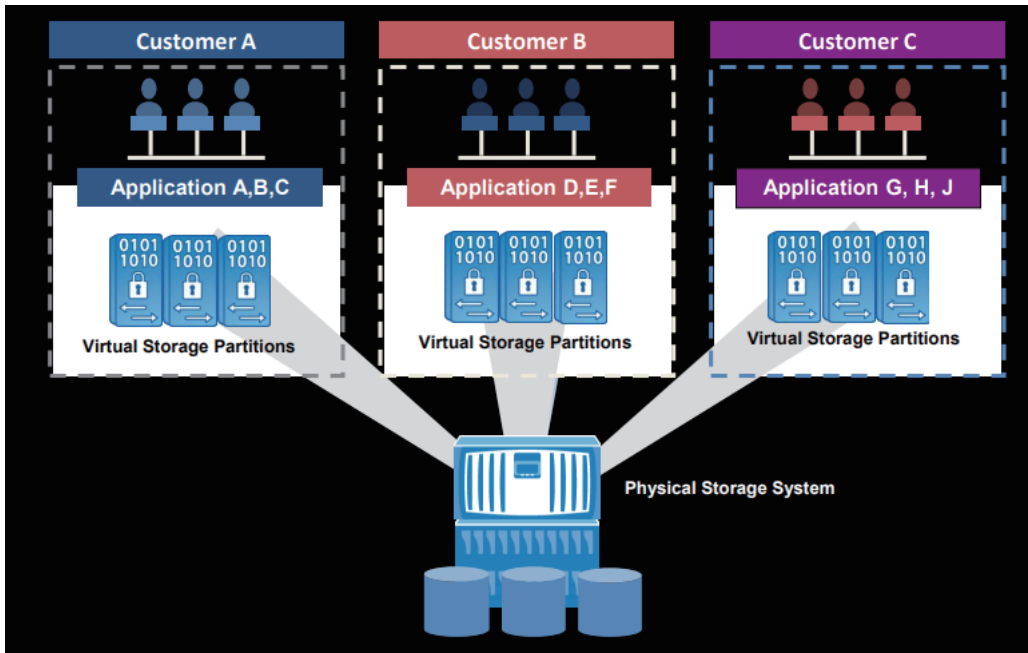 Customer A
Customer B
Customer C
Application A,B,C
Application D,E,F
Application G, H, J
0101 0101 0101
1010 1010 1010
0101 0101 0101
1010 1010 1010
0101 0101 0101
1010 1010 1010
Virtual Storage Partitions
Virtual Storage Partitions
Virtual Storage Partitions
Physical Storage System